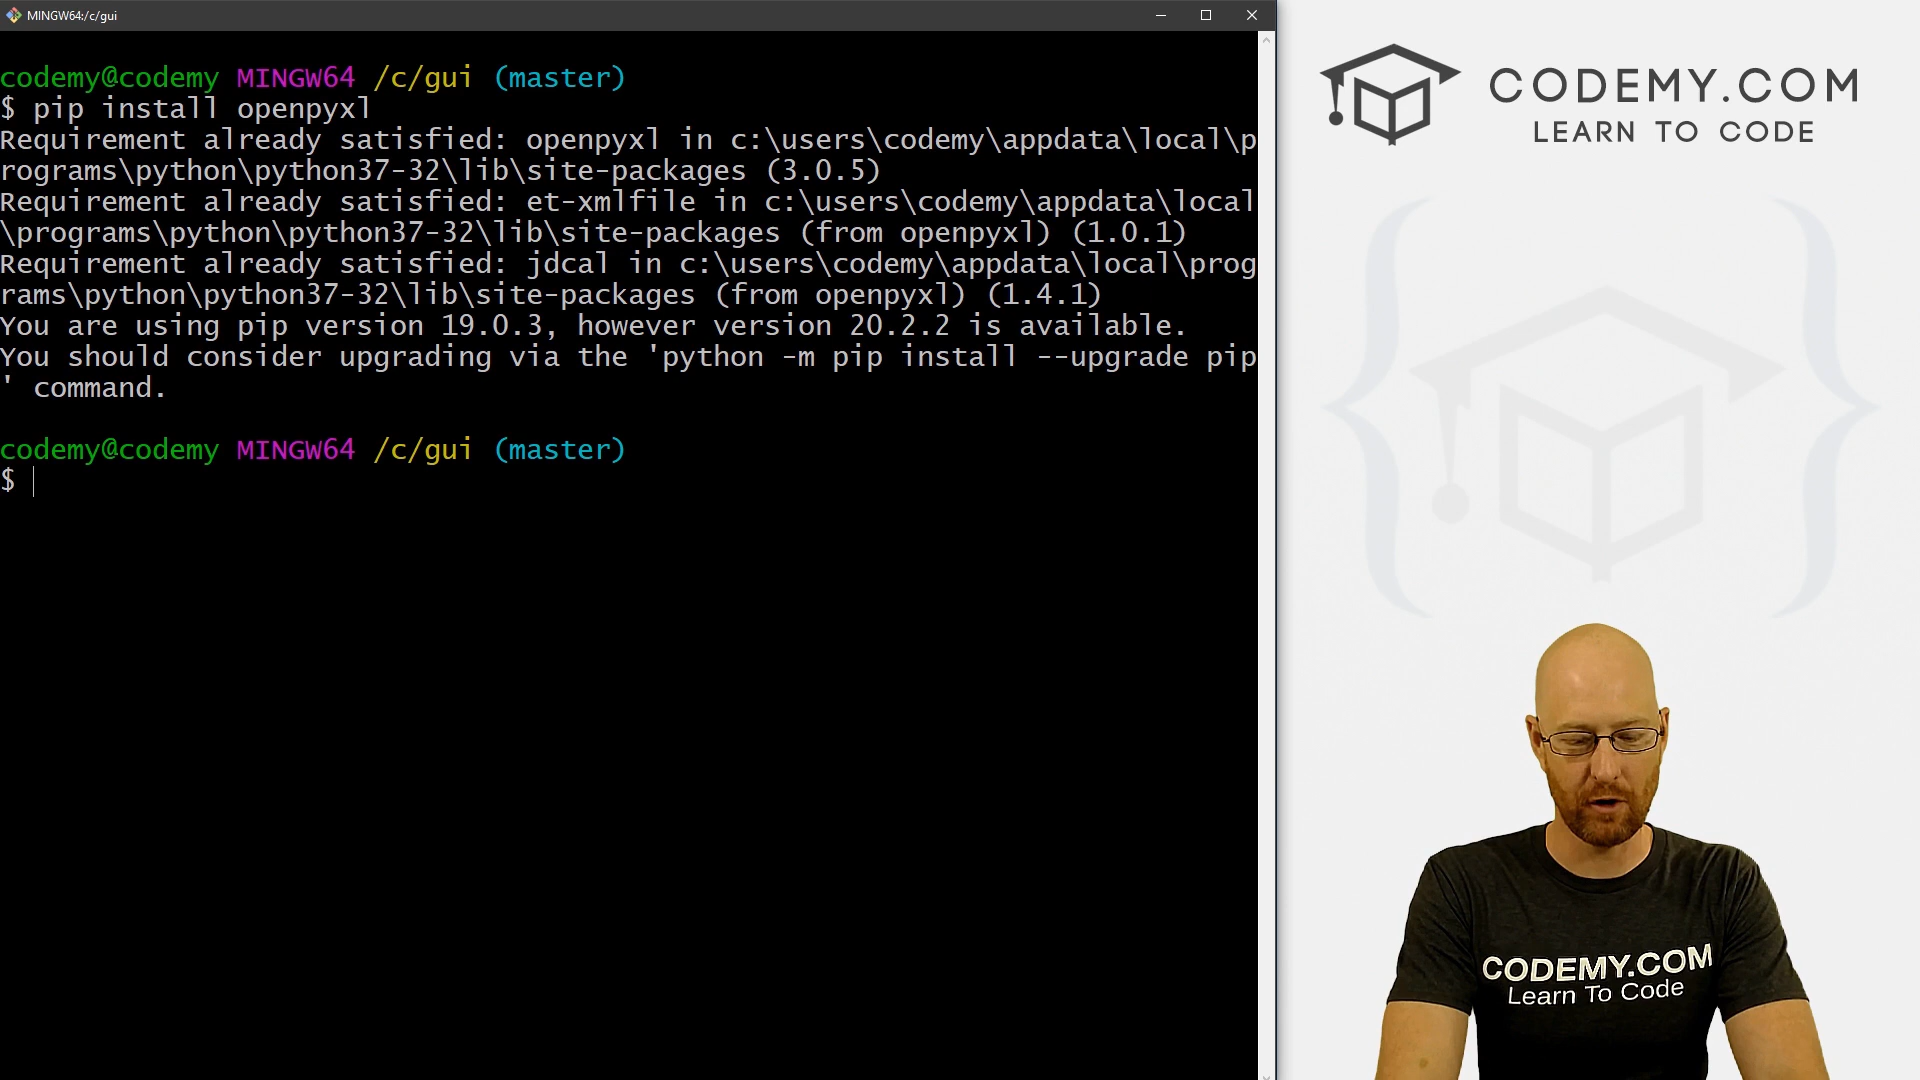 MINGW64:/c/gui
codemy@codemy MINGW64 /c/gui (master)
$ pip install openpyxl
Requirement already satisfied: openpyxl in c:\users\codemy\appdata\local\p
rograms\python\python37-32\lib\site-packages (3.0.5)
Requirement already satisfied: et-xmlfile in c:\users\codemy\appdata\local
\programs\python\python37-32\lib\site-packages (from openpyxl) (1.0.1)
Requirement already satisfied: jdcal in c:\users\codemy\appdata\local\prog
rams\python\python37-32\lib\site-packages (from openpyxl) (1.4.1)
You are using pip version 19.0.3, however version 20.2.2 is available.
You should consider upgrading via the 'python -m pip install --upgrade pip
' command.
codemy@codemy MINGW64 /c/gui (master)
$
CODEMY.COM
LEARN TO CODE
CODEMY.COM
Learn To Code